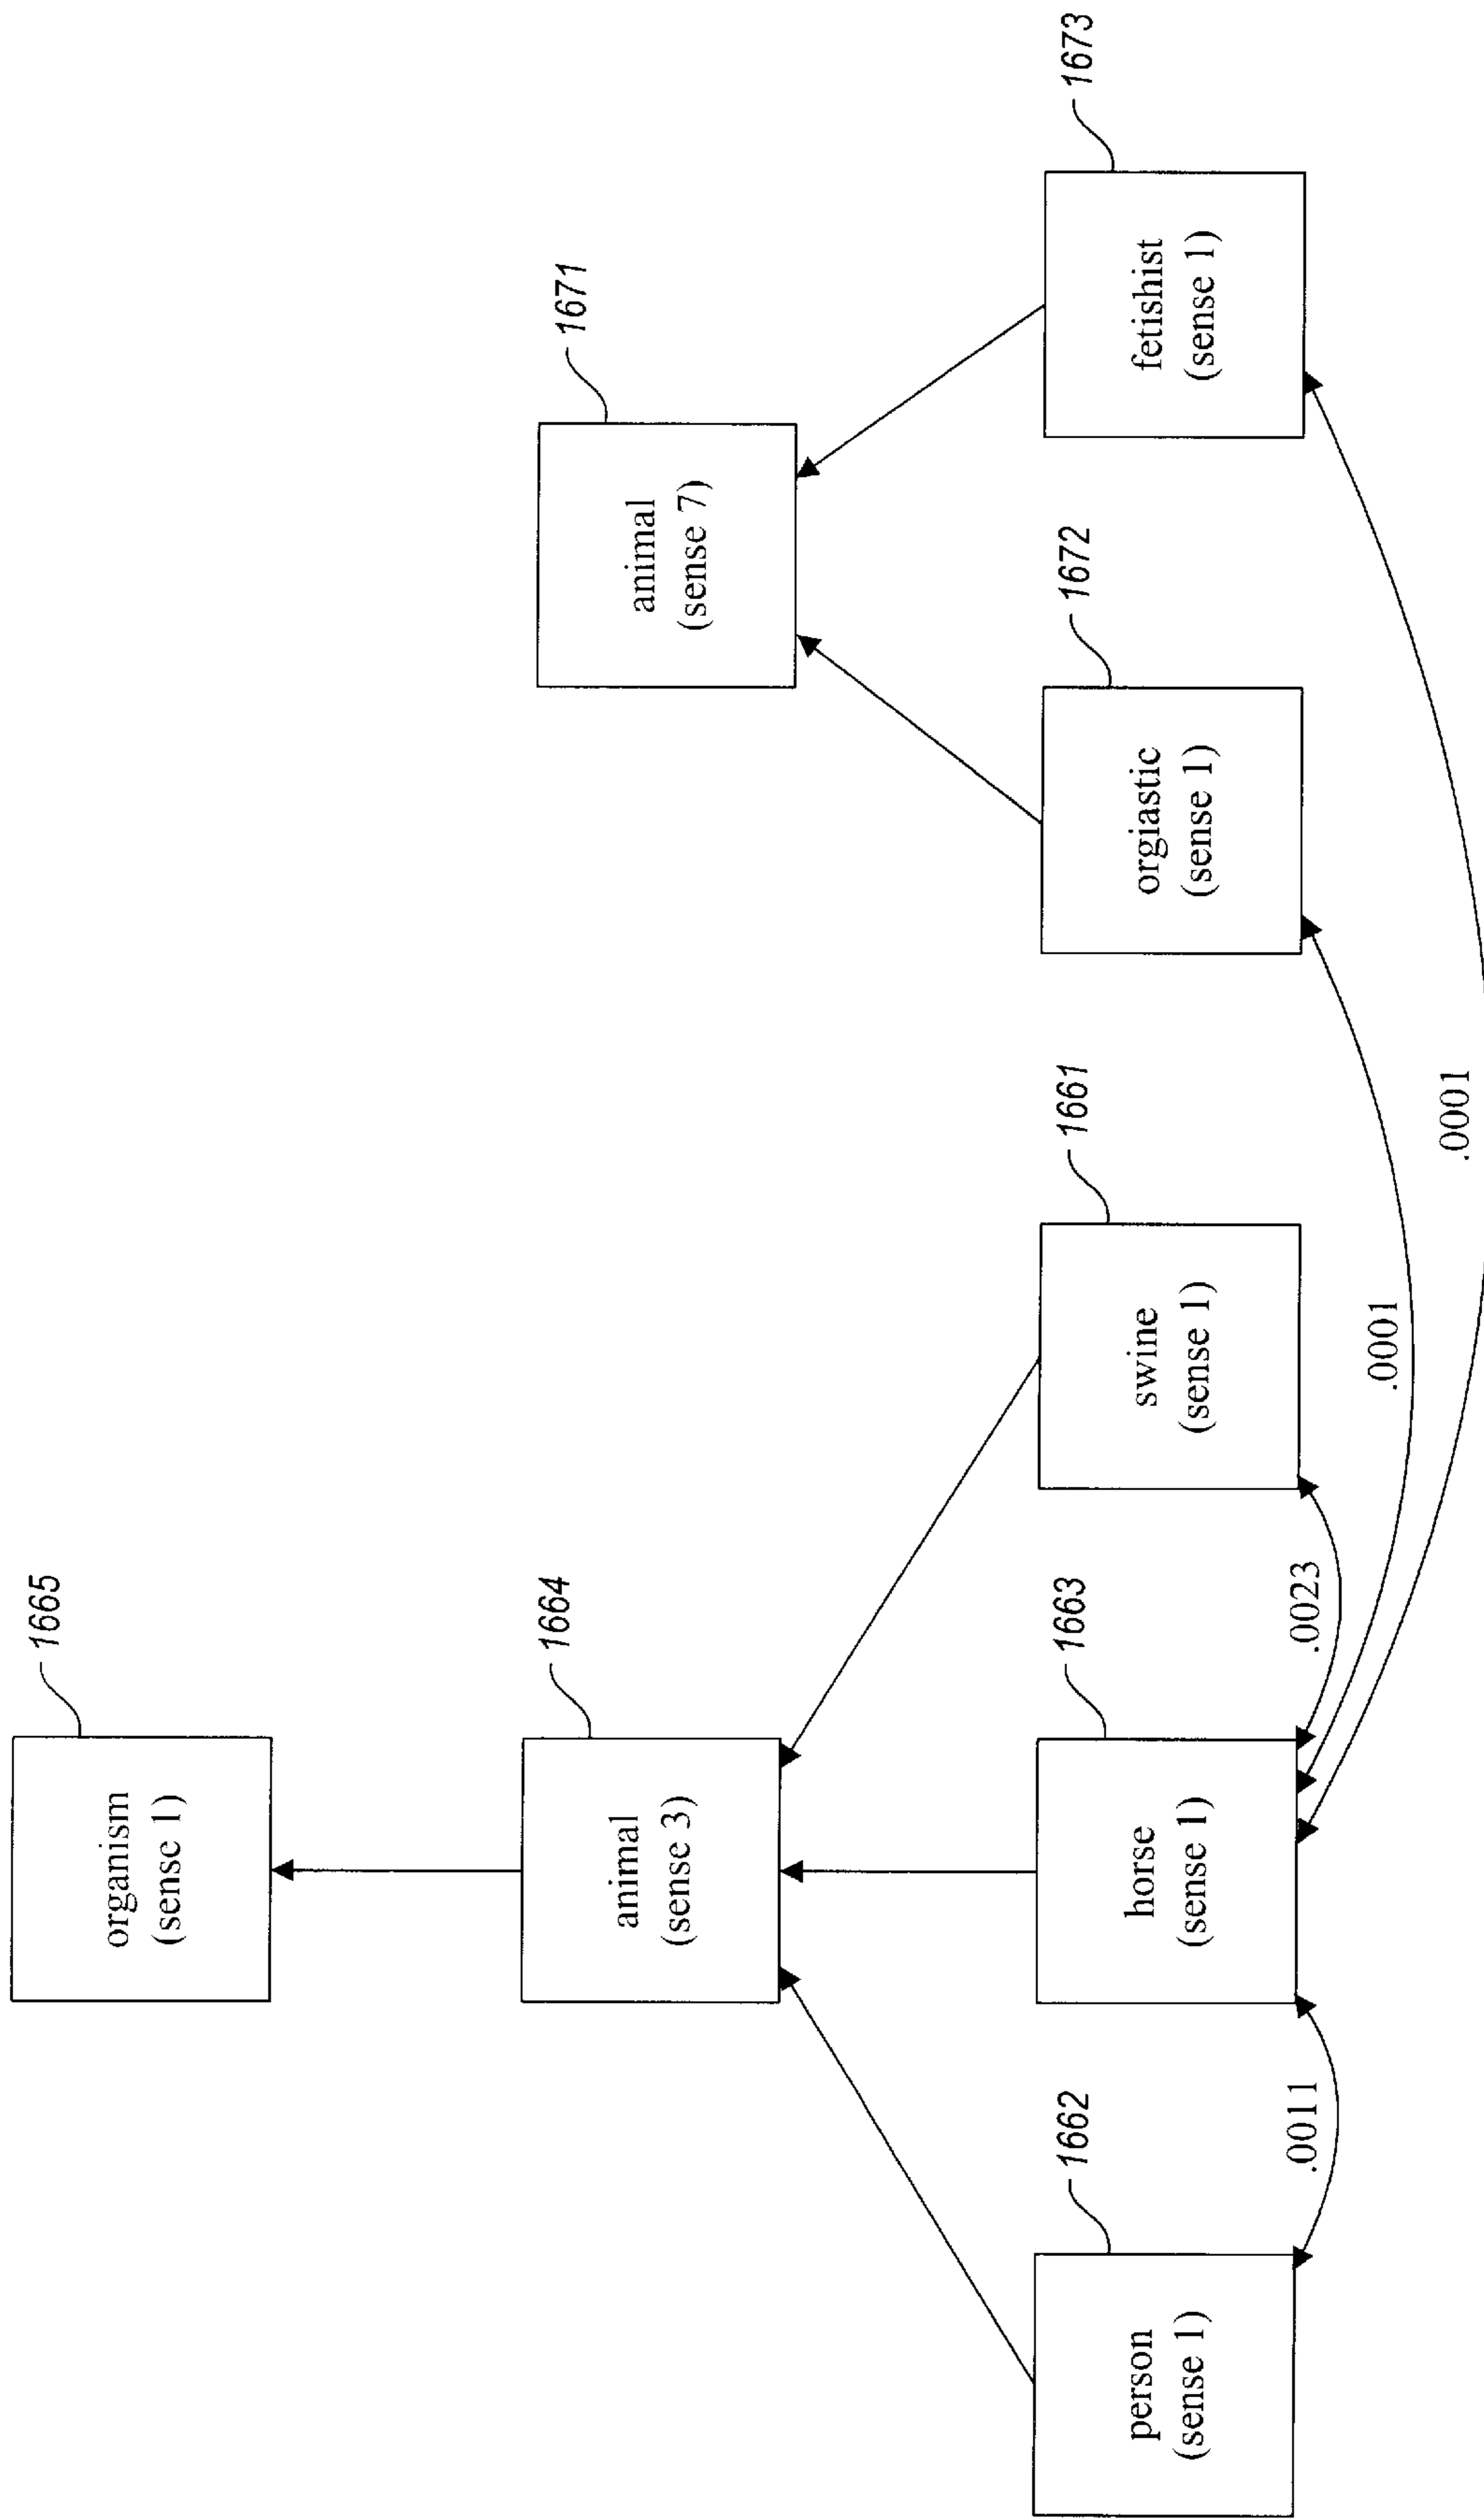 1665
organism
(sense 1)
1664
animal
(sense 3)
1671
animal
(sense 7)
1662
person
(sense 1)
1663
horse
(sense 1)
1661
swine
(sense 1)
1672
orgiastic
(sense 1)
1673
fetishist
(sense 1)
.0011
.0023
.0001
.0001